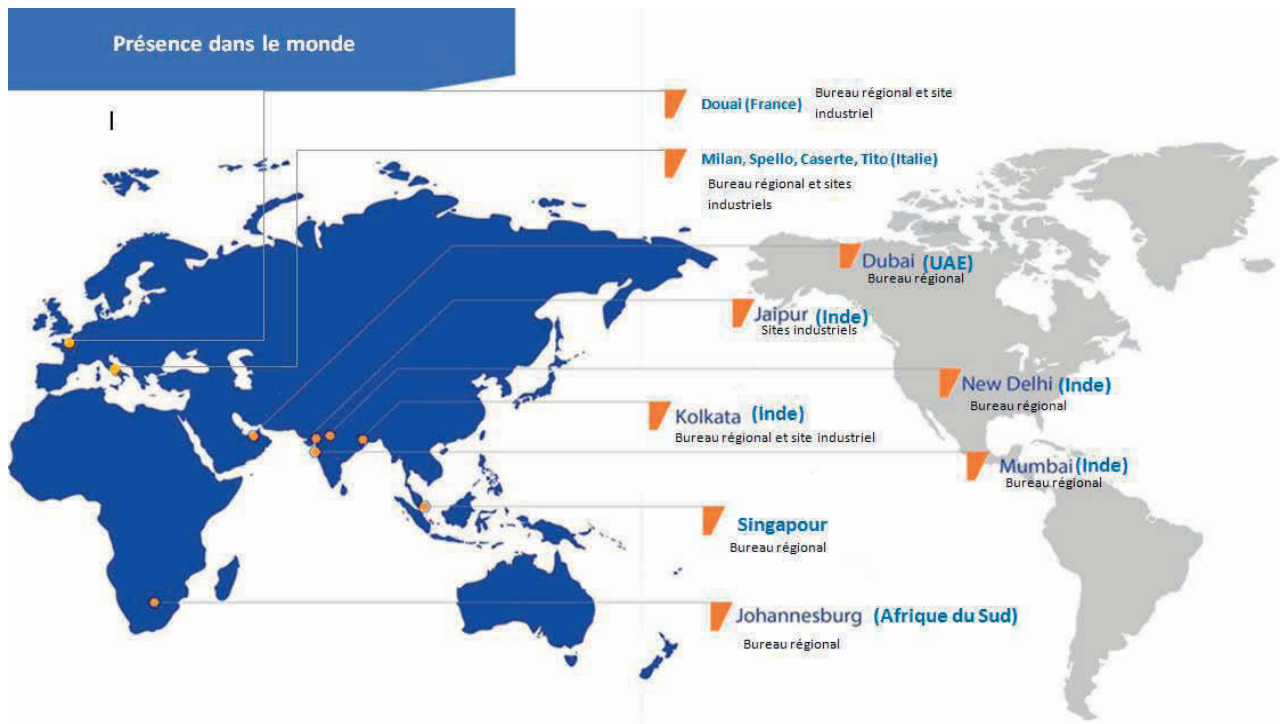 Présence dans le monde
Douai (France)
Bureau régional et site
industriel
Milan, Spello, Caserte, Tito (Italie)
Bureau régional et sites
industriels
Dubai (UAE)
Bureau régional
Jaipur (Inde)
Sites industriels
New Delhi (Inde)
Bureau régional
Kolkata (Inde)
Bureau régional et site industriel
Mumbai (Inde)
Bureau régional
Singapour
Bureau régional
Johannesburg (Afrique du Sud)
Bureau régional